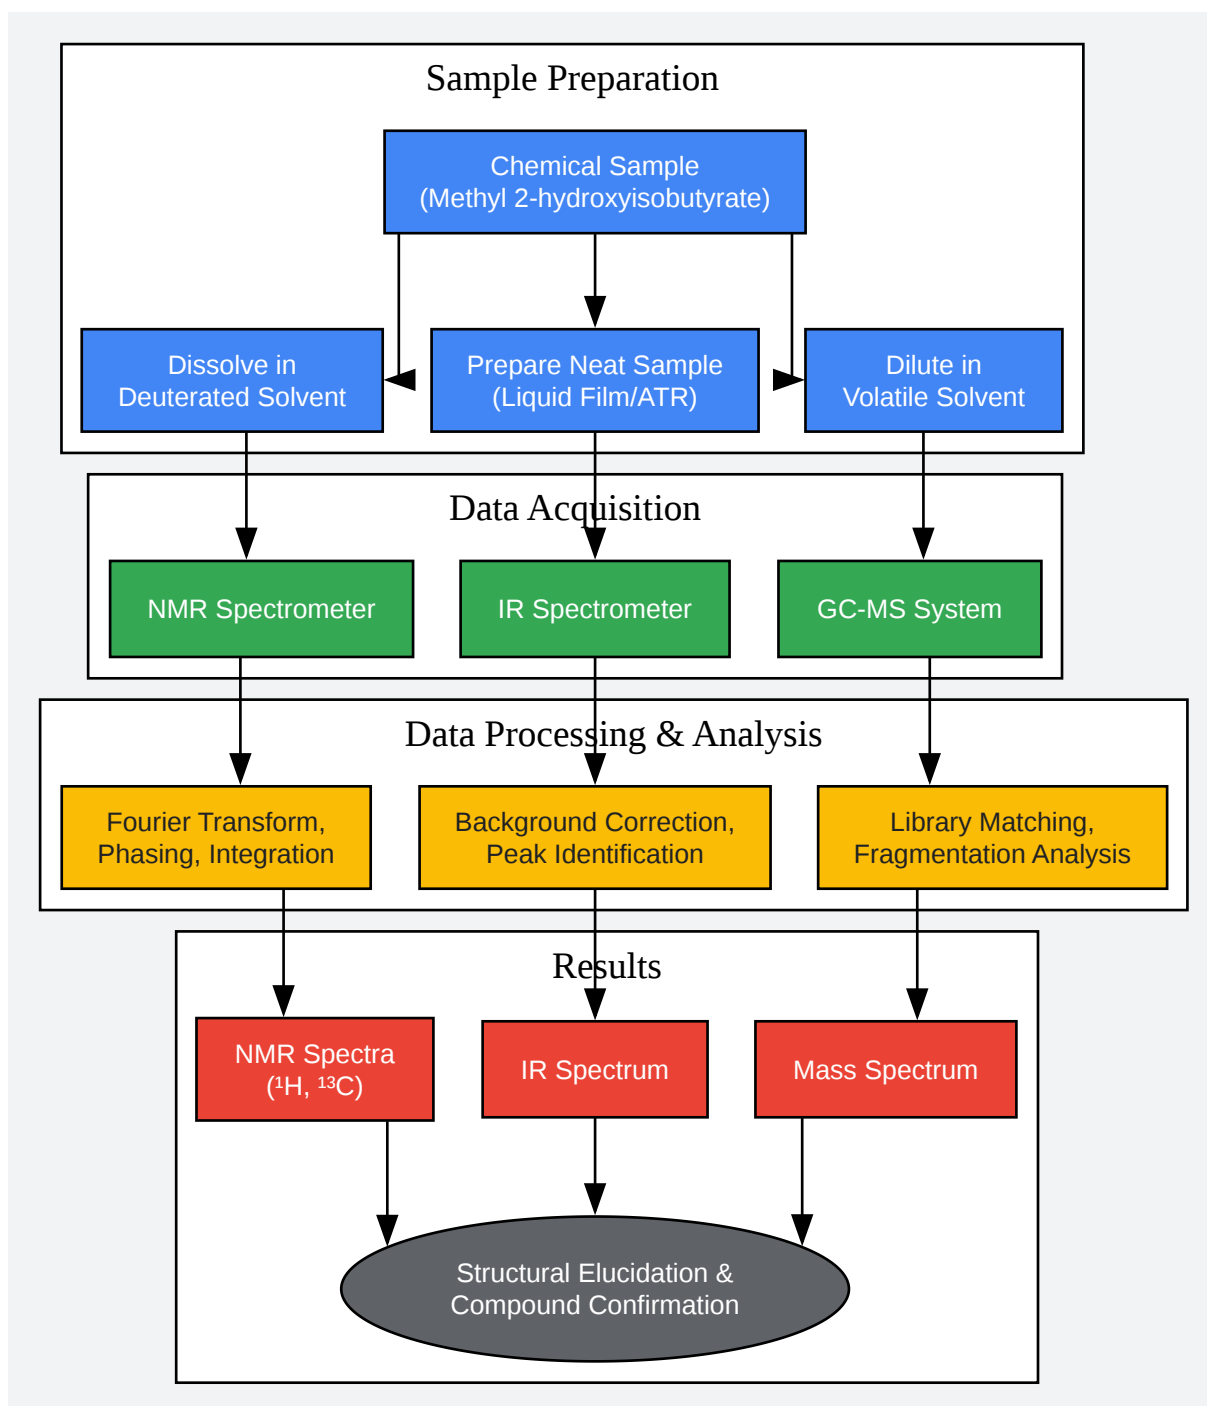 Sample Preparation
Chemical Sample
(Methyl 2-hydroxyisobutyrate)
Dissolve in
Deuterated Solvent
Prepare Neat Sample
(Liquid Film/ATR)
Dilute in
Volatile Solvent
Data Acquisition
NMR Spectrometer
IR Spectrometer
GC-MS System
Data Processing & Analysis
Fourier Transform,
Phasing, Integration
Background Correction,
Peak Identification
Library Matching,
Fragmentation Analysis
Results
NMR Spectra
(¹H, ¹³C)
IR Spectrum
Mass Spectrum
Structural Elucidation &
Compound Confirmation